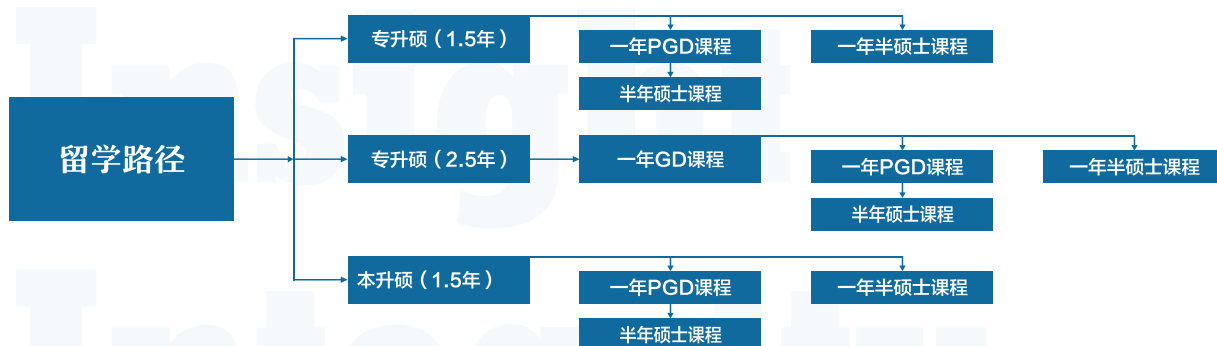 留学路径
专升硕（1.5年）
一年PGD课程
半年硕士课程
一年半硕士课程
专升硕（2.5年）
一年GD课程
一年PGD课程
半年硕士课程
一年半硕士课程
本升硕（1.5年）
一年PGD课程
半年硕士课程
一年半硕士课程
Insight
Integrity